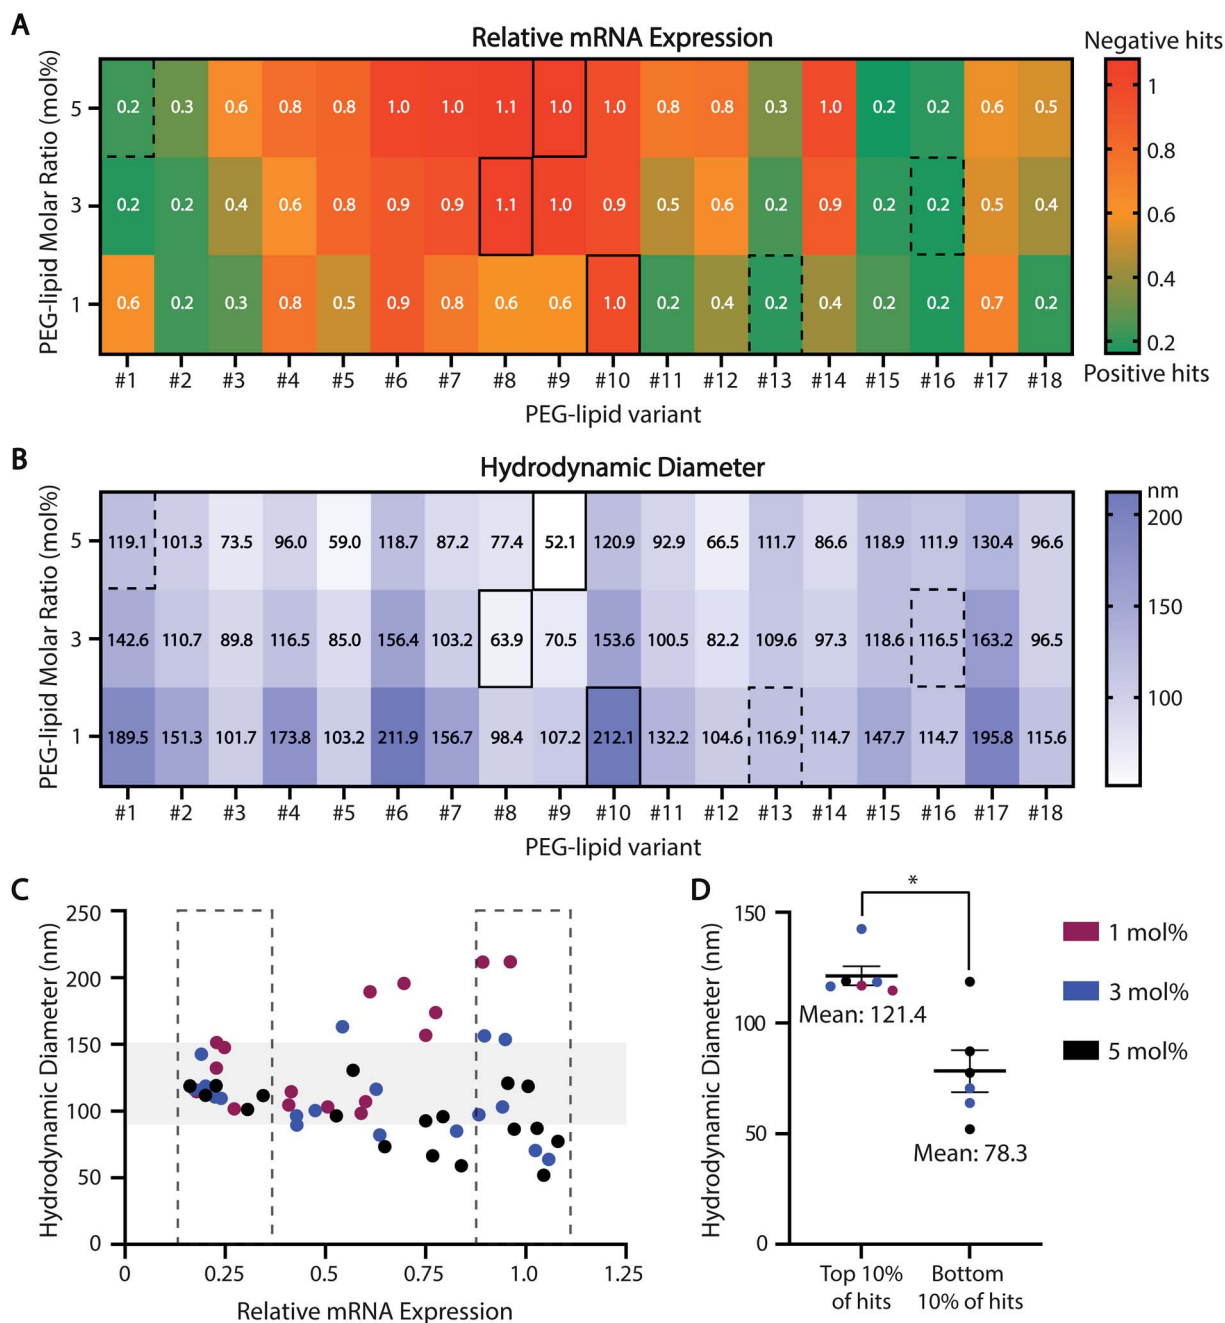 A
Relative mRNA Expression
Negative hits
PEG-lipid Molar Ratio (mol%)
5
0.2 0.3 0.6 0.8 0.8 1.0 1.0 1.1 1.0 1.0 0.8 0.8 0.3 1.0 0.2 0.2 0.6 0.5
3
0.2 0.2 0.4 0.6 0.8 0.9 0.9 1.1 1.0 0.9 0.5 0.6 0.2 0.9 0.2 0.2 0.5 0.4
1
0.6 0.2 0.3 0.8 0.5 0.9 0.8 0.6 0.6 1.0 0.2 0.4 0.2 0.4 0.2 0.2 0.7 0.2
#1 #2 #3 #4 #5 #6 #7 #8 #9 #10 #11 #12 #13 #14 #15 #16 #17 #18
PEG-lipid variant
1
0.8
0.6
0.4
0.2
Positive hits
B
Hydrodynamic Diameter
PEG-lipid Molar Ratio (mol%)
5
119.1 101.3 73.5 96.0 59.0 118.7 87.2 77.4 52.1 120.9 92.9 66.5 111.7 86.6 118.9 111.9 130.4 96.6
3
142.6 110.7 89.8 116.5 85.0 156.4 103.2 63.9 70.5 153.6 100.5 82.2 109.6 97.3 118.6 116.5 163.2 96.5
1
189.5 151.3 101.7 173.8 103.2 211.9 156.7 98.4 107.2 212.1 132.2 104.6 116.9 114.7 147.7 114.7 195.8 115.6
#1 #2 #3 #4 #5 #6 #7 #8 #9 #10 #11 #12 #13 #14 #15 #16 #17 #18
PEG-lipid variant
nm
200
150
100
C
Hydrodynamic Diameter (nm)
250
200
150
100
50
0
0 0.25 0.5 0.75 1.0 1.25
Relative mRNA Expression
D
Hydrodynamic Diameter (nm)
150
100
50
0
*
Mean: 121.4
Mean: 78.3
Top 10%
of hits
Bottom
10% of hits
1 mol%
3 mol%
5 mol%